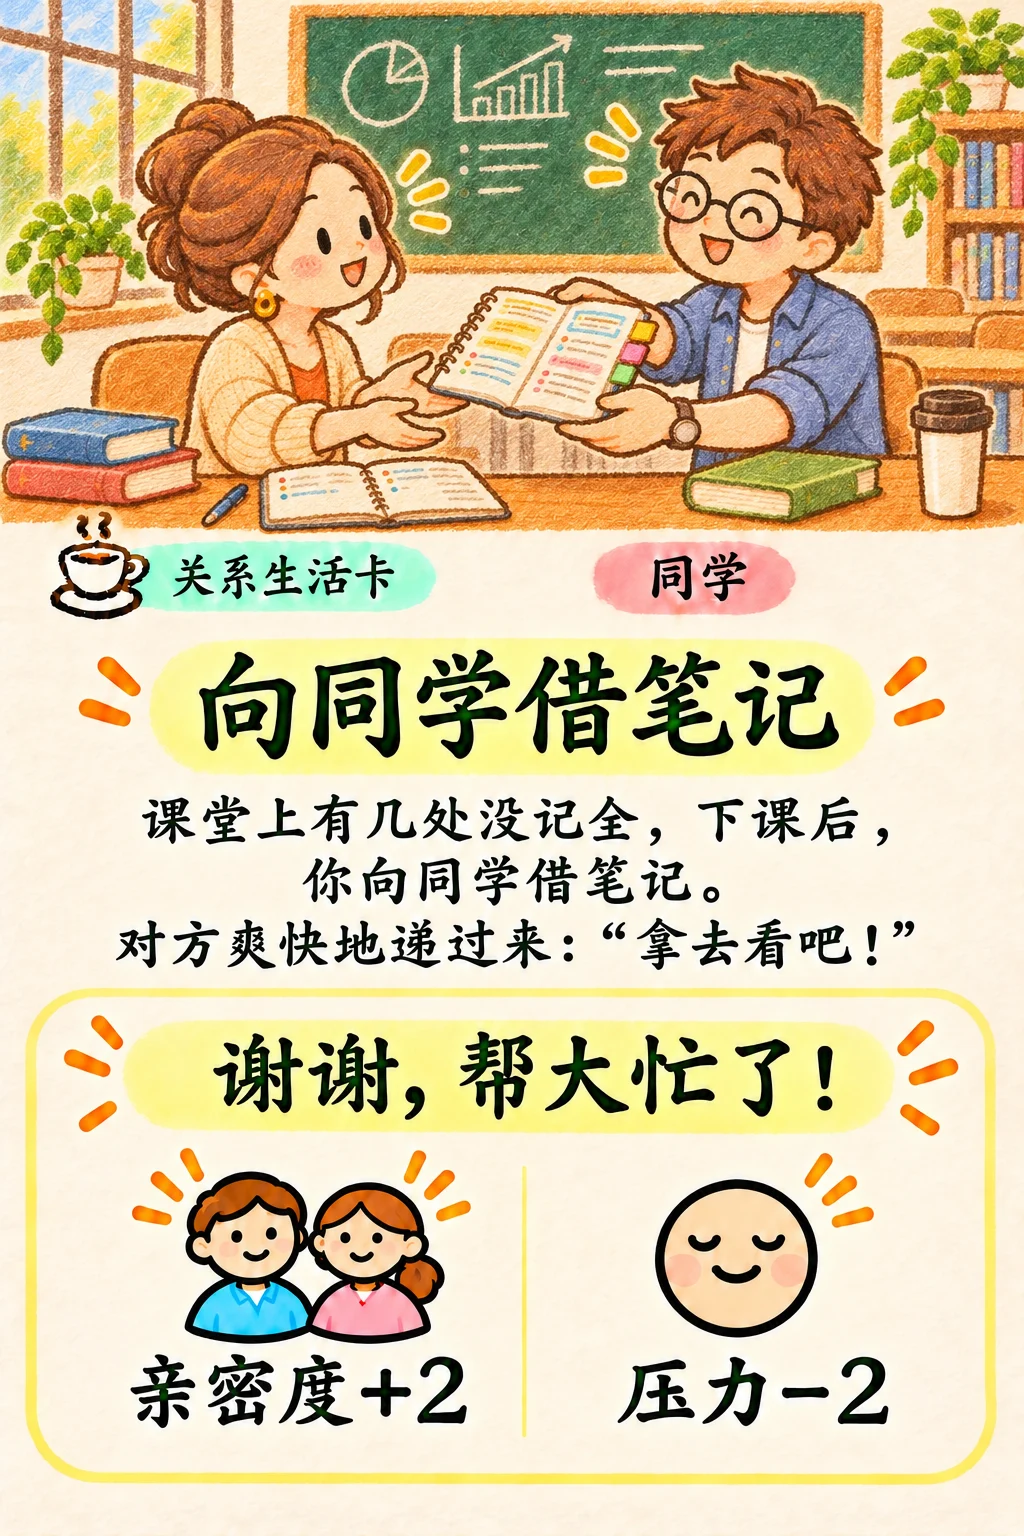 关系生活卡
同学
向同学借笔记
课堂上有几处没记全，下课后，
你向同学借笔记。
对方爽快地递过来：“拿去看吧！”
谢谢，帮大忙了！
亲密度+2
压力-2